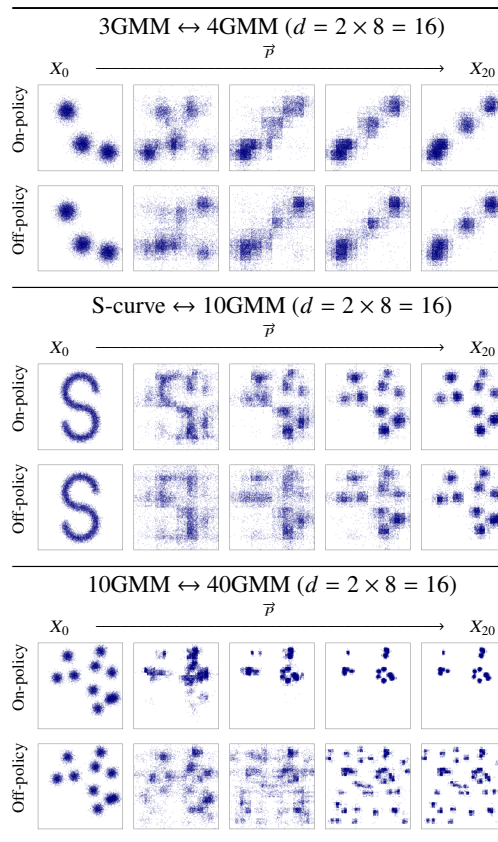 3GMM ↔ 4GMM (d = 2 × 8 = 16)
X₀ p⃗ X₂₀
On-policy
Off-policy
S-curve ↔ 10GMM (d = 2 × 8 = 16)
X₀ p⃗ X₂₀
On-policy
Off-policy
10GMM ↔ 40GMM (d = 2 × 8 = 16)
X₀ p⃗ X₂₀
On-policy
Off-policy